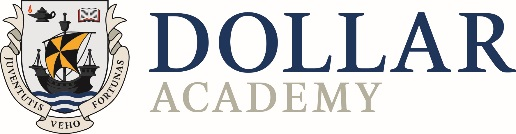 DOLLAR
ACADEMY
JUVENTUTIS
VEHO
FORTUNAS